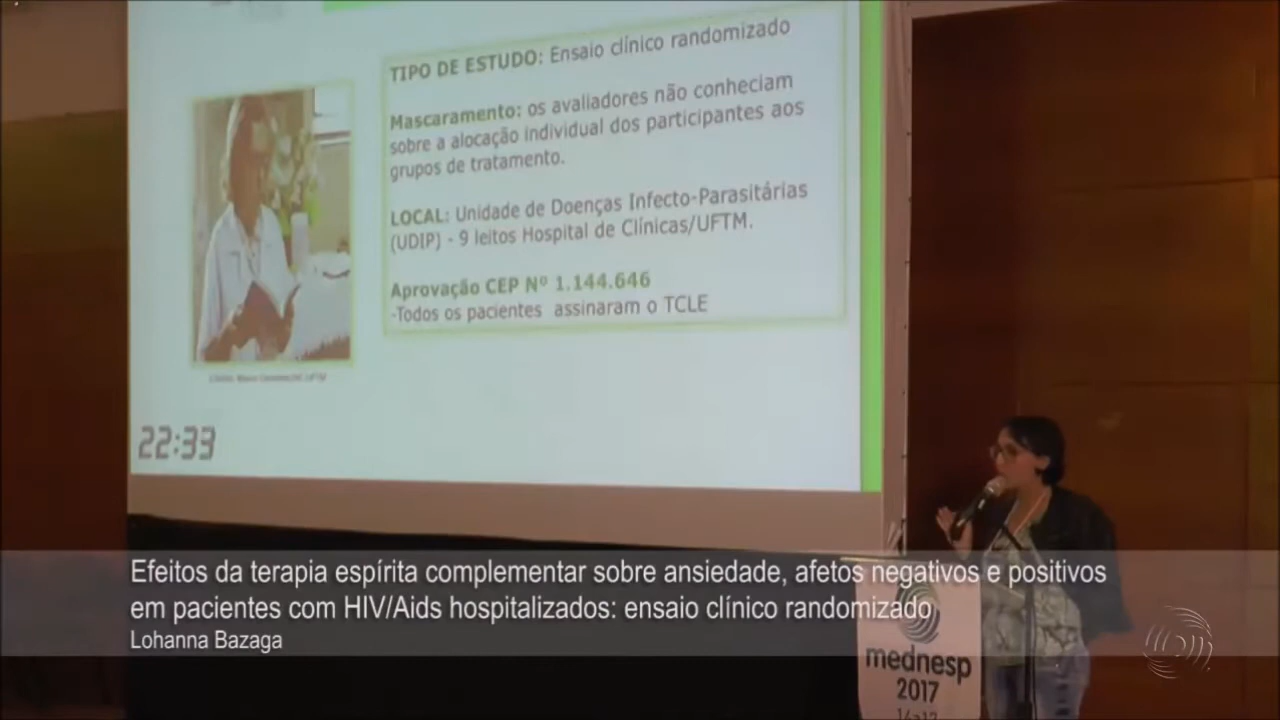 TIPO DE ESTUDO: Ensaio clínico randomizado
Mascaramento: os avaliadores não conheciam
sobre a alocação individual dos participantes aos
grupos de tratamento.
LOCAL: Unidade de Doenças Infecto-Parasitárias
(UDIP) - 9 leitos Hospital de Clínicas/UFTM.
Aprovação CEP Nº 1.144.646
-Todos os pacientes assinaram o TCLE
22:33
Efeitos da terapia espírita complementar sobre ansiedade, afetos negativos e positivos
em pacientes com HIV/Aids hospitalizados: ensaio clínico randomizado
Lohanna Bazaga
mednesp
2017